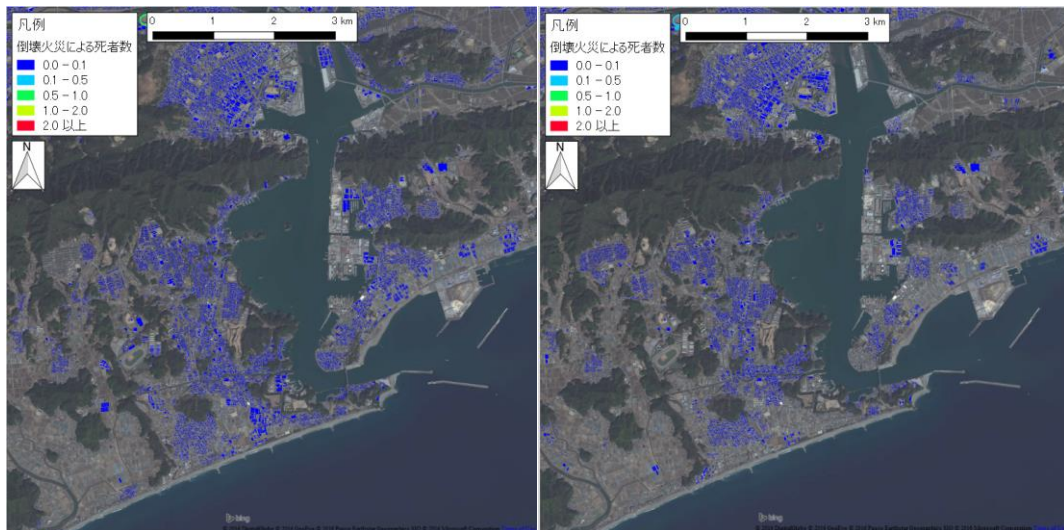 凡例
倒壊火災による死者数
0.0 - 0.1
0.1 - 0.5
0.5 - 1.0
1.0 - 2.0
2.0 以上
0 1 2 3 km
N
bing
凡例
倒壊火災による死者数
0.0 - 0.1
0.1 - 0.5
0.5 - 1.0
1.0 - 2.0
2.0 以上
0 1 2 3 km
N
bing